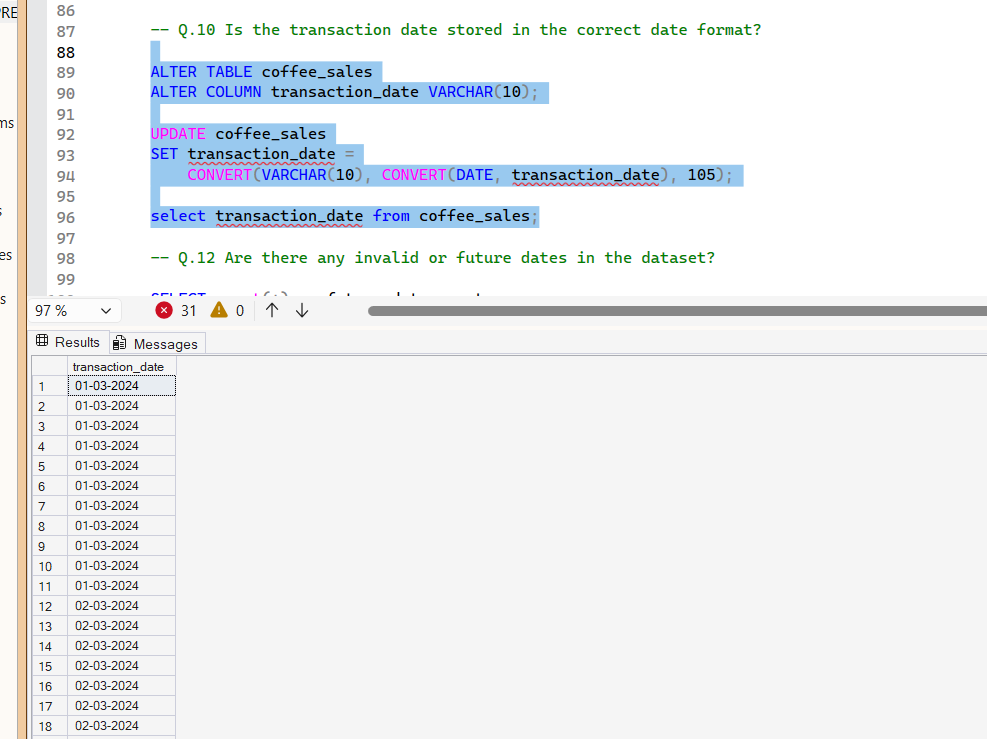 PRE
86
87 -- Q.10 Is the transaction date stored in the correct date format?
88
89 ALTER TABLE coffee_sales
90 ALTER COLUMN transaction_date VARCHAR(10);
91
92 UPDATE coffee_sales
93 SET transaction_date =
94 CONVERT(VARCHAR(10), CONVERT(DATE, transaction_date), 105);
95
96 select transaction_date from coffee_sales;
97
98 -- Q.12 Are there any invalid or future dates in the dataset?
99
ms
s
es
s
97 % 31 0
Results Messages
transaction_date
1 01-03-2024
2 01-03-2024
3 01-03-2024
4 01-03-2024
5 01-03-2024
6 01-03-2024
7 01-03-2024
8 01-03-2024
9 01-03-2024
10 01-03-2024
11 01-03-2024
12 02-03-2024
13 02-03-2024
14 02-03-2024
15 02-03-2024
16 02-03-2024
17 02-03-2024
18 02-03-2024